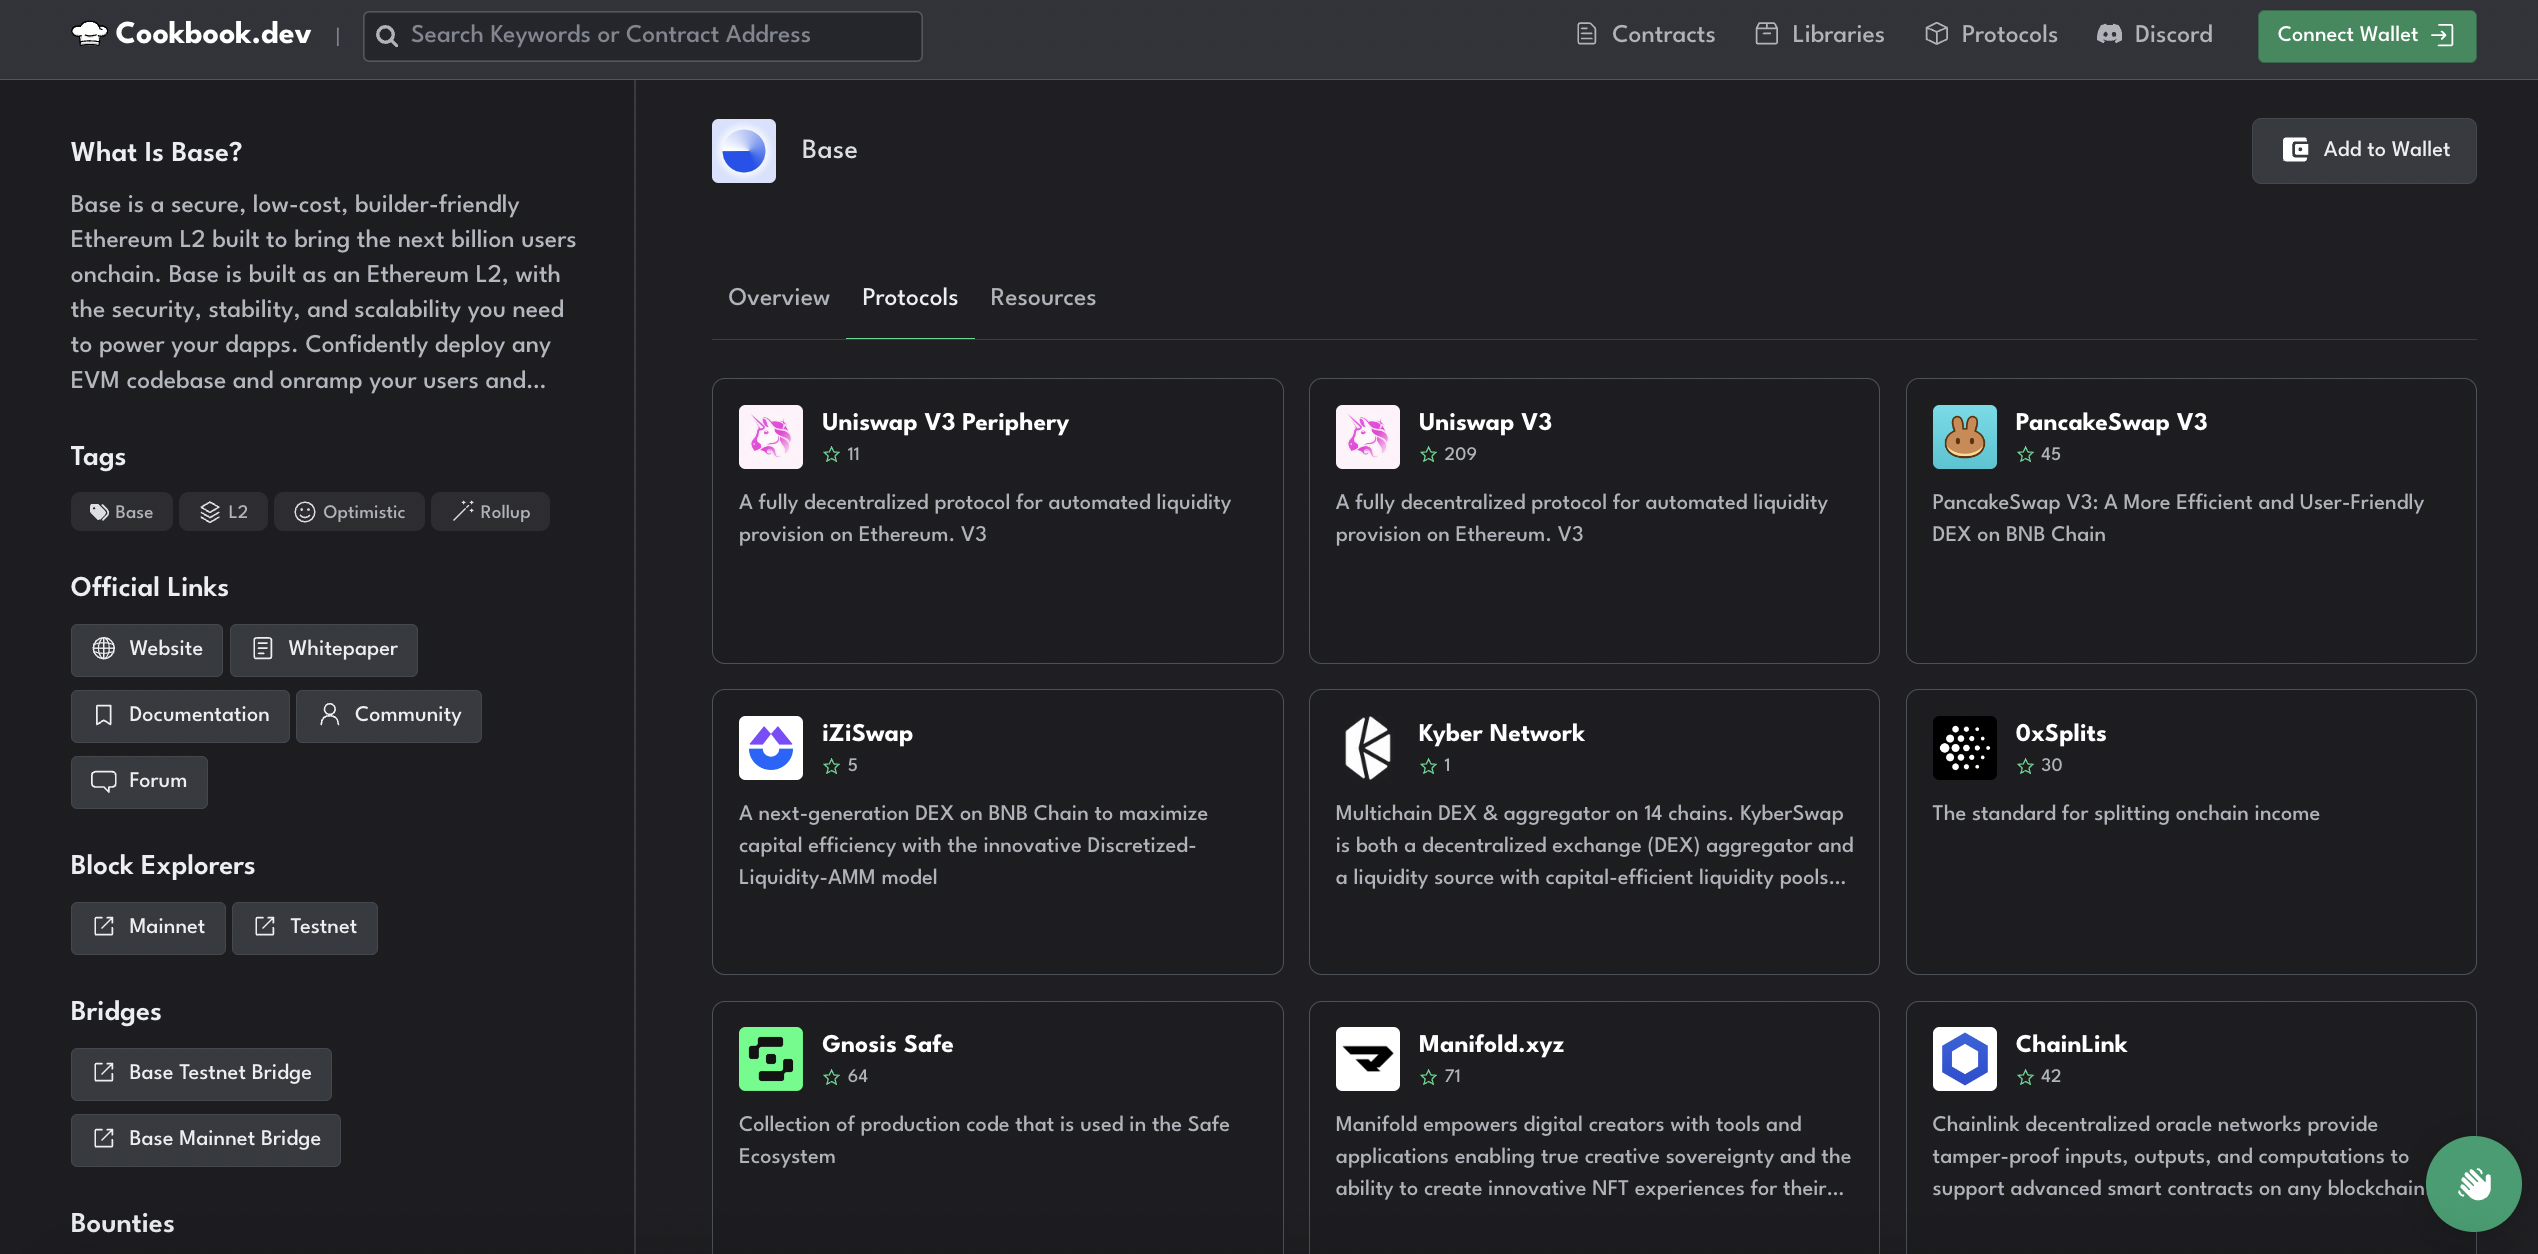 Cookbook.dev
|
Search Keywords or Contract Address
Contracts
Libraries
Protocols
Discord
Connect Wallet
What Is Base?
Base is a secure, low-cost, builder-friendly
Ethereum L2 built to bring the next billion users
onchain. Base is built as an Ethereum L2, with
the security, stability, and scalability you need
to power your dapps. Confidently deploy any
EVM codebase and onramp your users and...
Tags
Base
L2
Optimistic
Rollup
Official Links
Website
Whitepaper
Documentation
Community
Forum
Block Explorers
Mainnet
Testnet
Bridges
Base Testnet Bridge
Base Mainnet Bridge
Bounties
Base
Add to Wallet
Overview
Protocols
Resources
Uniswap V3 Periphery
11
A fully decentralized protocol for automated liquidity
provision on Ethereum. V3
Uniswap V3
209
A fully decentralized protocol for automated liquidity
provision on Ethereum. V3
PancakeSwap V3
45
PancakeSwap V3: A More Efficient and User-Friendly
DEX on BNB Chain
iZiSwap
5
A next-generation DEX on BNB Chain to maximize
capital efficiency with the innovative Discretized-
Liquidity-AMM model
Kyber Network
1
Multichain DEX & aggregator on 14 chains. KyberSwap
is both a decentralized exchange (DEX) aggregator and
a liquidity source with capital-efficient liquidity pools...
0xSplits
30
The standard for splitting onchain income
Gnosis Safe
64
Collection of production code that is used in the Safe
Ecosystem
Manifold.xyz
71
Manifold empowers digital creators with tools and
applications enabling true creative sovereignty and the
ability to create innovative NFT experiences for their...
ChainLink
42
Chainlink decentralized oracle networks provide
tamper-proof inputs, outputs, and computations to
support advanced smart contracts on any blockchain